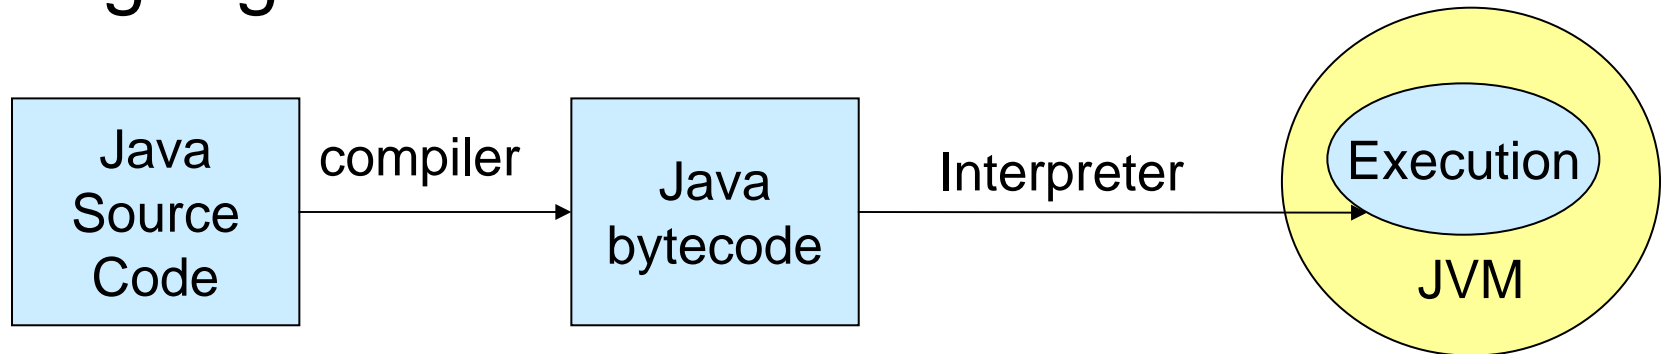 Java
Source
Code
compiler
Java
bytecode
Interpreter
Execution
JVM